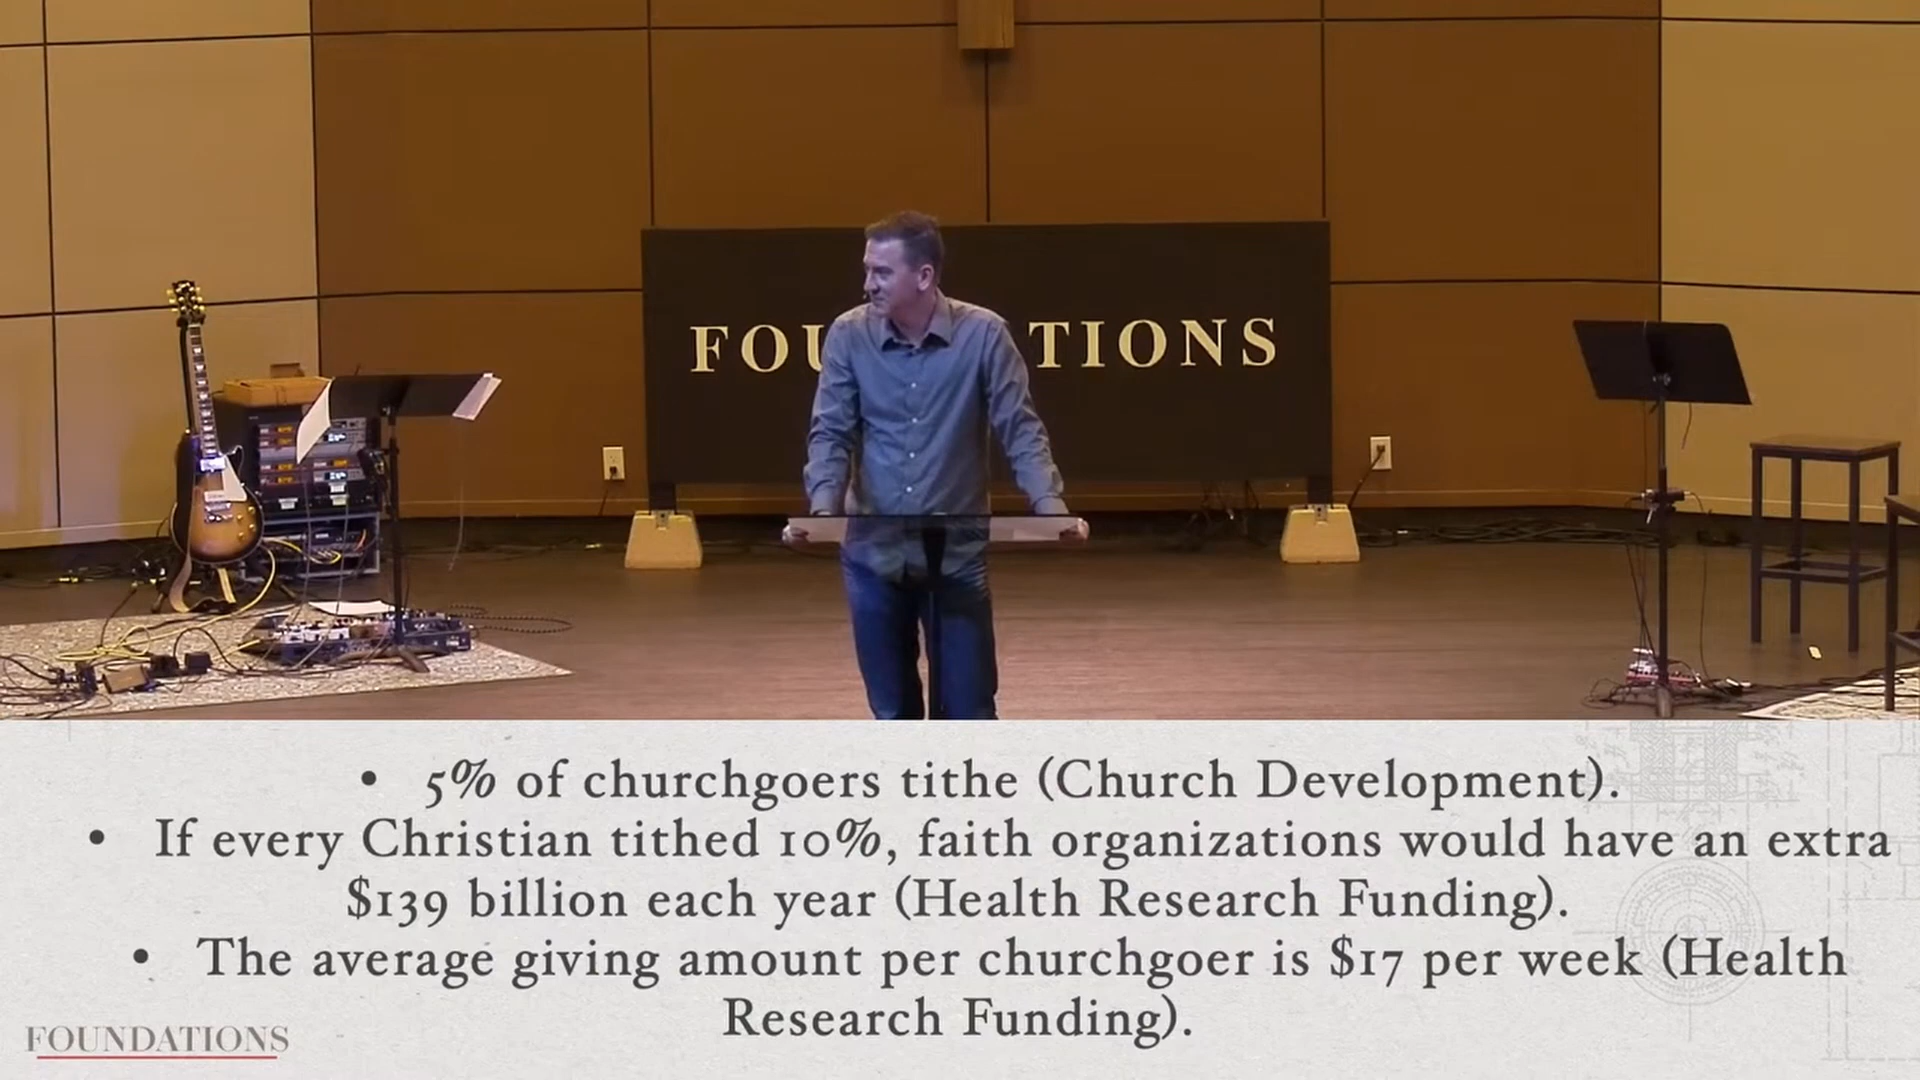 FOU TIONS
• 5% of churchgoers tithe (Church Development).
• If every Christian tithed 10%, faith organizations would have an extra
$139 billion each year (Health Research Funding).
• The average giving amount per churchgoer is $17 per week (Health
Research Funding).
FOUNDATIONS